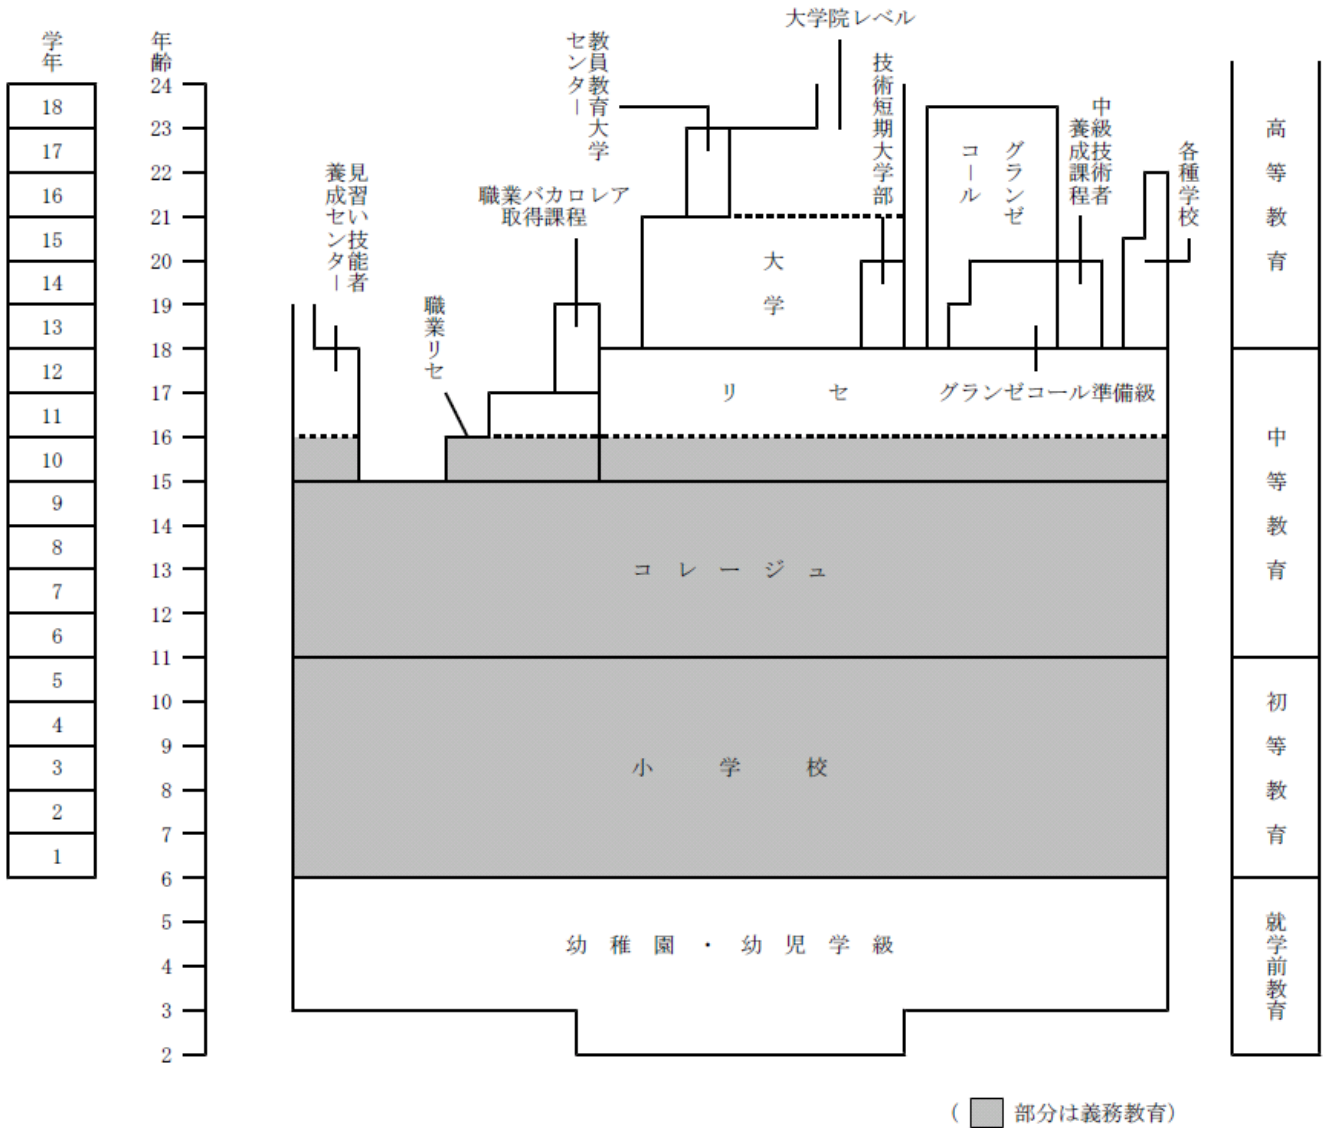 学年
年齢
大学院レベル
教員教育大学
センター
技術短期大学部
中級技術者
養成課程
グランゼ
コール
各種学校
見習い技能者
養成センター
職業バカロレア
取得課程
職業リセ
大学
リセ
グランゼコール準備級
コレージュ
小学校
幼稚園・幼児学級
高等教育
中等教育
初等教育
就学前教育
18
17
16
15
14
13
12
11
10
9
8
7
6
5
4
3
2
1
24
23
22
21
20
19
18
17
16
15
14
13
12
11
10
9
8
7
6
5
4
3
2
( 部分は義務教育)